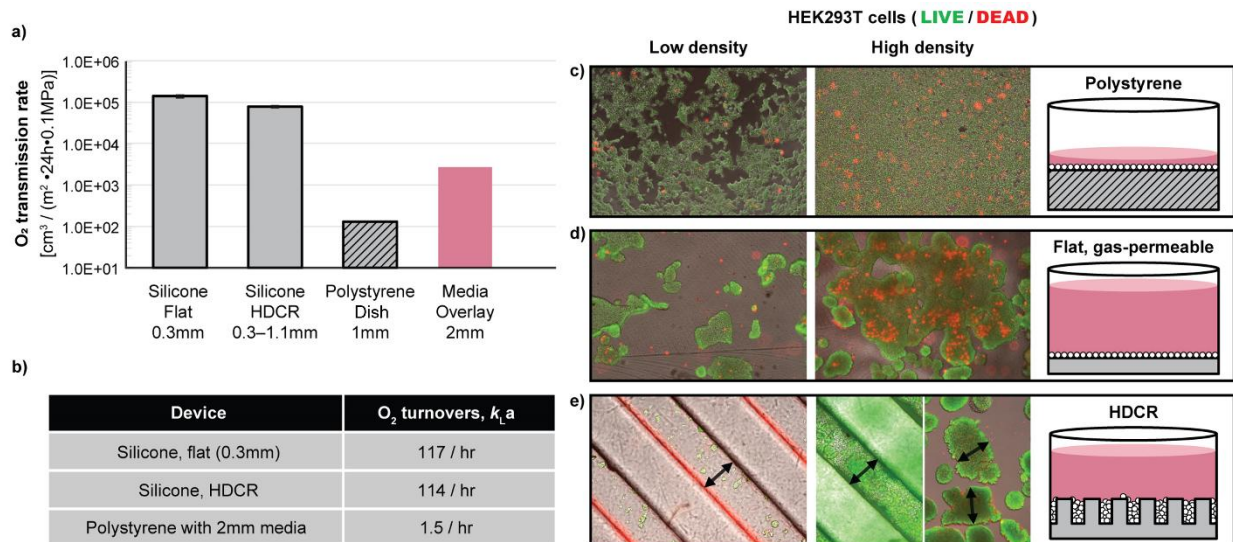 HEK293T cells ( LIVE / DEAD )
a)
O₂ transmission rate
[cm³ / (m² •24h•0.1MPa)]
1.0E+06
1.0E+05
1.0E+04
1.0E+03
1.0E+02
1.0E+01
Silicone
Flat
0.3mm
Silicone
HDCR
0.3–1.1mm
Polystyrene
Dish
1mm
Media
Overlay
2mm
b)
Device O₂ turnovers, kLa
Silicone, flat (0.3mm) 117 / hr
Silicone, HDCR 114 / hr
Polystyrene with 2mm media 1.5 / hr
Low density High density
c)
Polystyrene
d)
Flat, gas-permeable
e)
HDCR